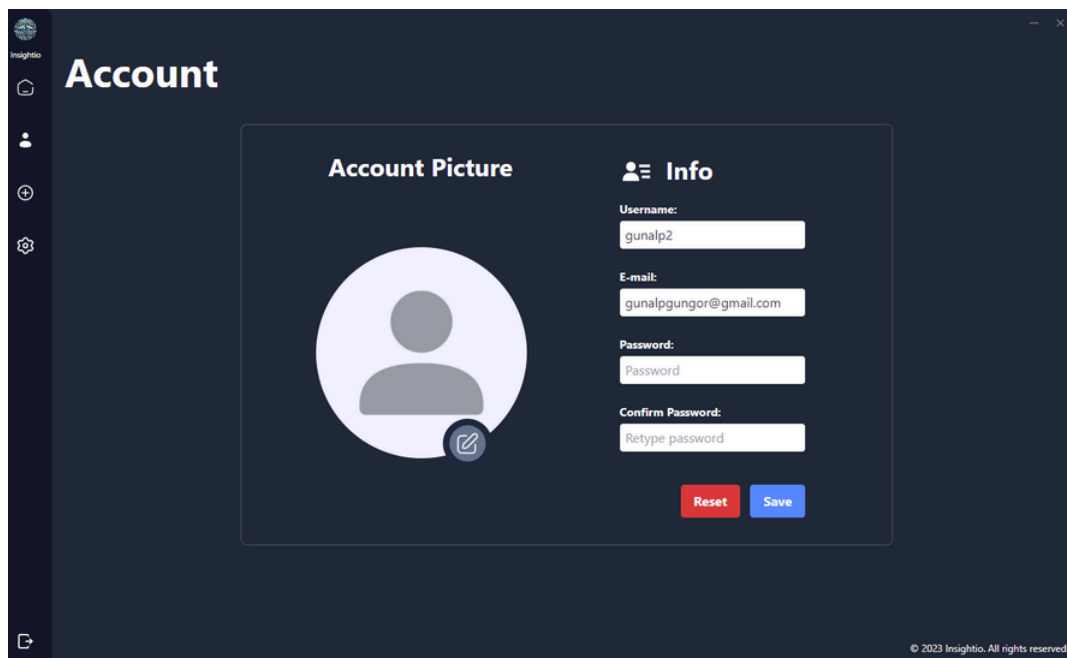 Insightio
Account
Account Picture
Info
Username:
gunalp2
E-mail:
gunalpgungor@gmail.com
Password:
Password
Confirm Password:
Retype password
Reset
Save
© 2023 Insightio. All rights reserved